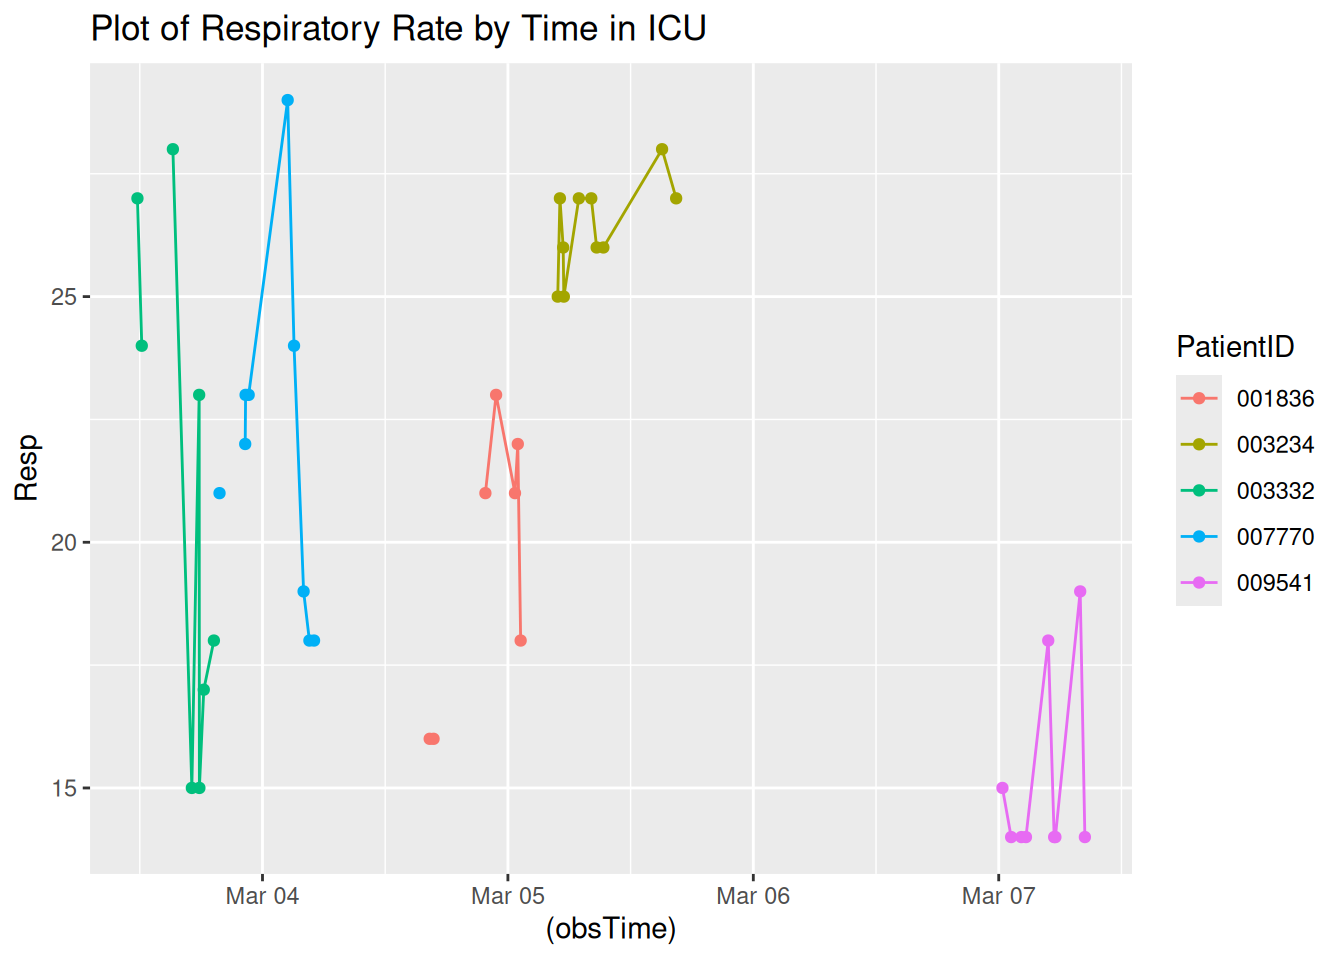 Plot of Respiratory Rate by Time in ICU
Resp
25
20
15
Mar 04
Mar 05
Mar 06
Mar 07
(obsTime)
PatientID
001836
003234
003332
007770
009541